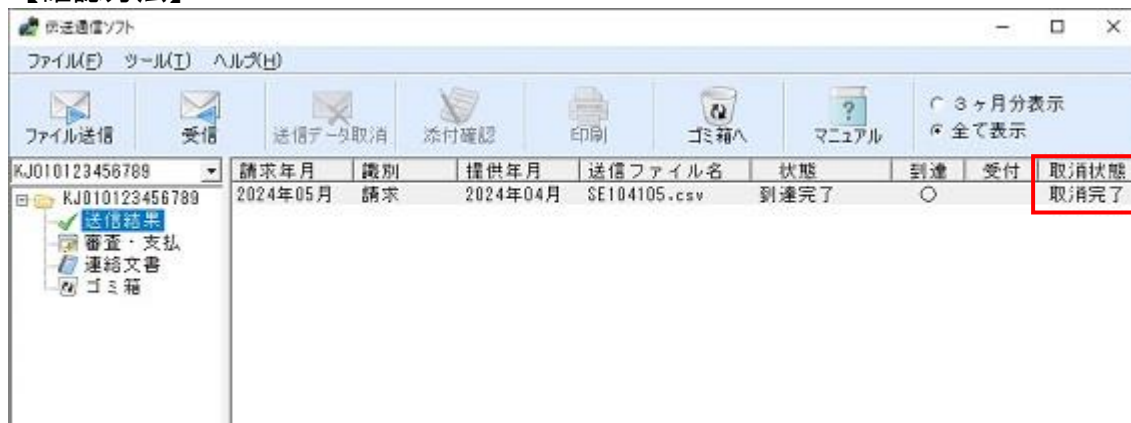 伝送通信ソフト
ファイル(F) ツール(T) ヘルプ(H)
ファイル送信 受信 送信データ取消 添付確認 印刷 ゴミ箱へ マニュアル
3ヶ月分表示
全て表示
KJ010123456789
KJ010123456789
送信結果
審査・支払
連絡文書
ゴミ箱
請求年月 識別 提供年月 送信ファイル名 状態 到達 受付 取消状態
2024年05月 請求 2024年04月 SE104105.csv 到達完了 ○ 取消完了